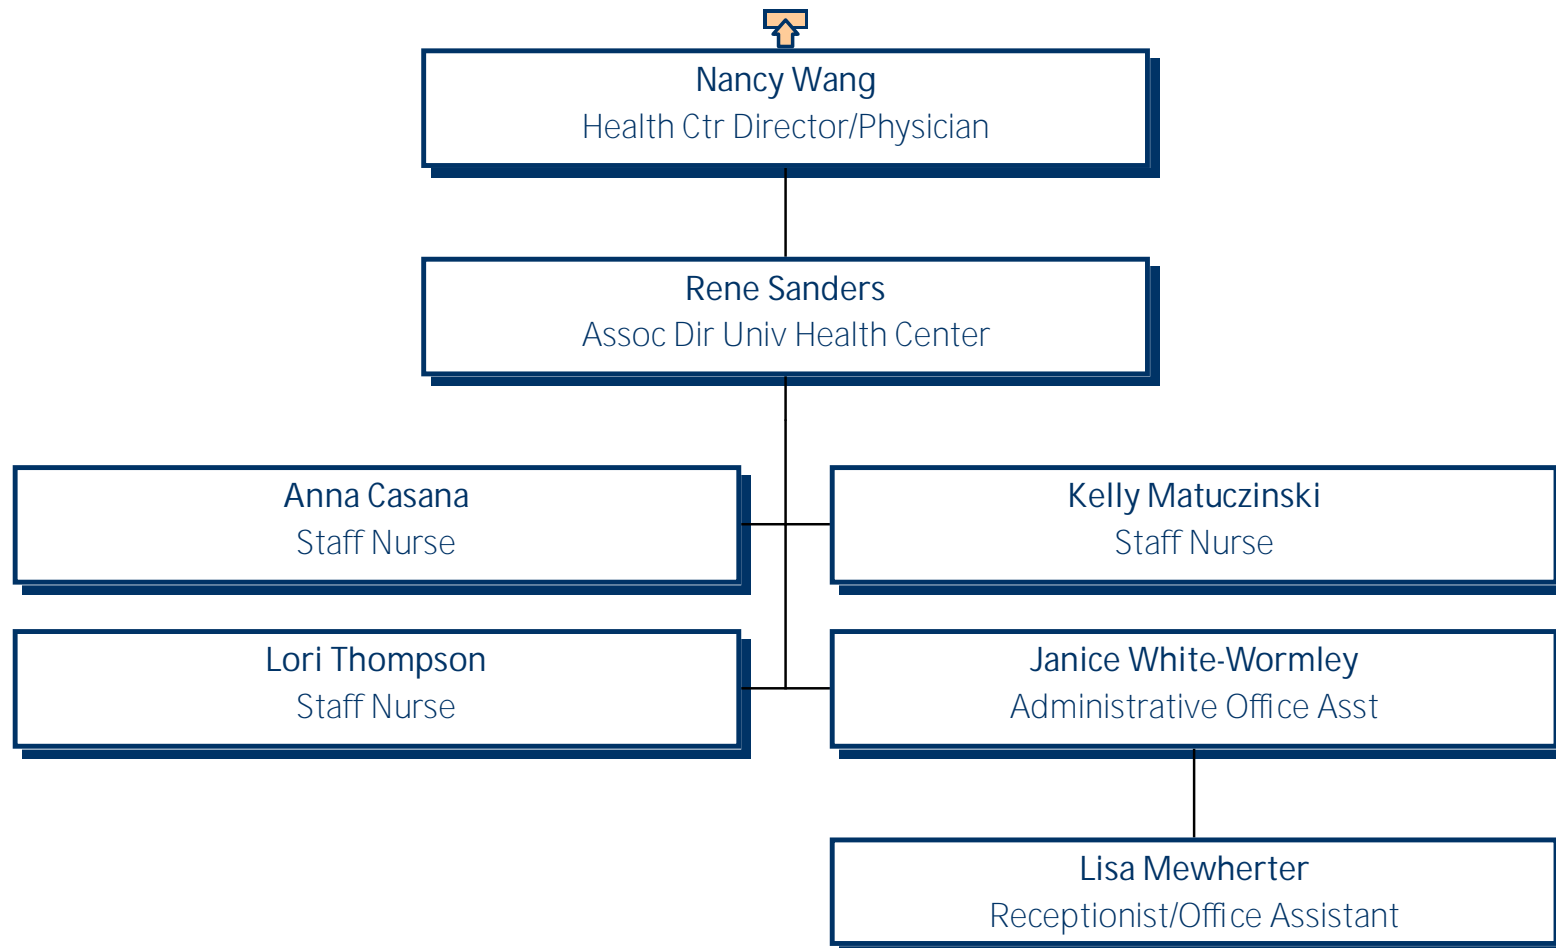 Nancy Wang
Health Ctr Director/Physician
Rene Sanders
Assoc Dir Univ Health Center
Anna Casana
Staff Nurse
Kelly Matuczinski
Staff Nurse
Lori Thompson
Staff Nurse
Janice White-Wormley
Administrative Office Asst
Lisa Mewherter
Receptionist/Office Assistant